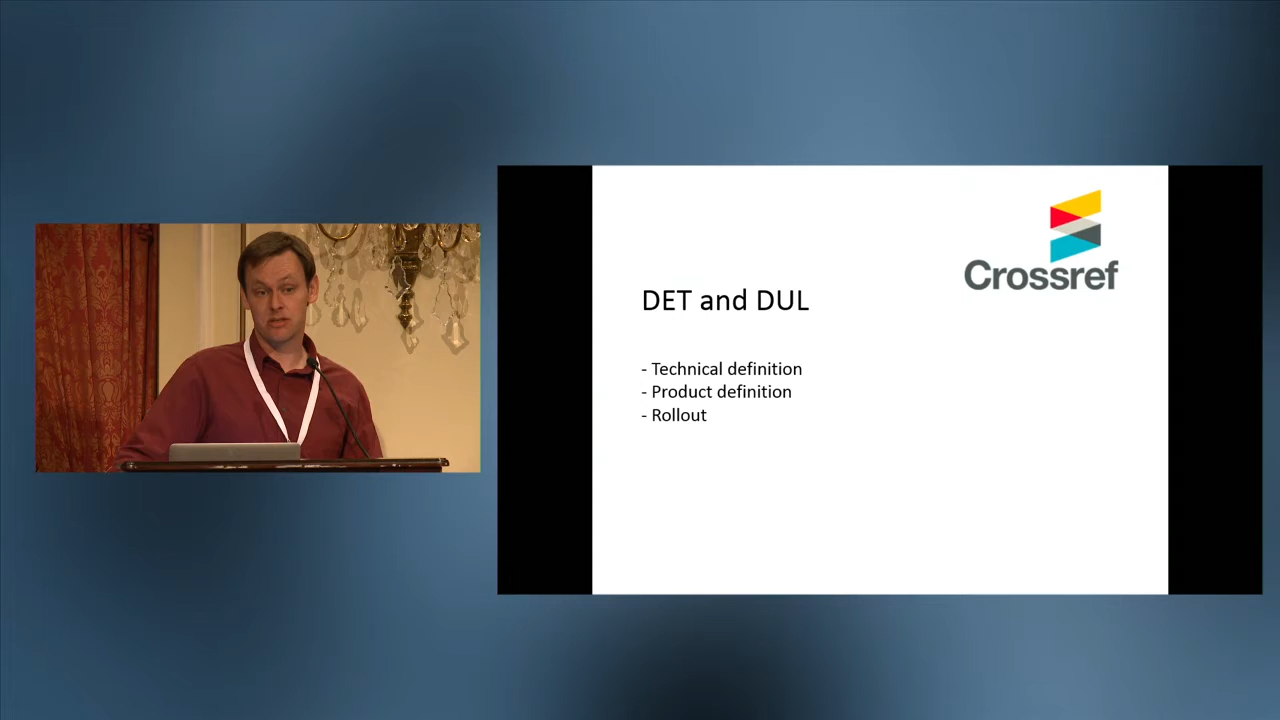 Crossref
DET and DUL
- Technical definition
- Product definition
- Rollout